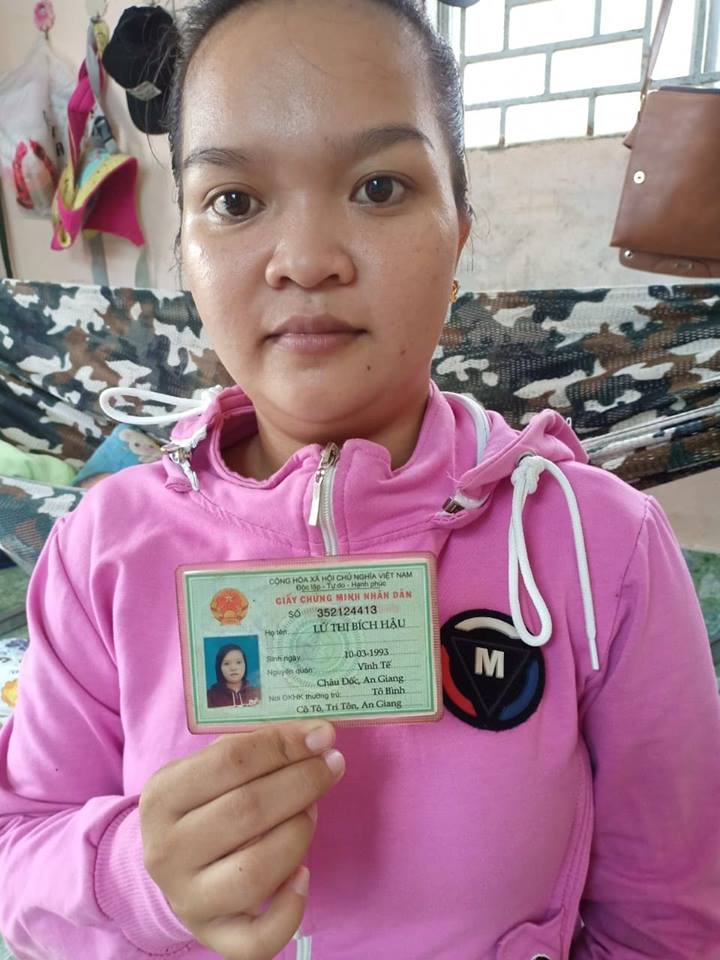 CỘNG HÒA XÃ HỘI CHỦ NGHĨA VIỆT NAM
Độc lập - Tự do - Hạnh phúc
GIẤY CHỨNG MINH NHÂN DÂN
SỐ 352124413
Họ tên: LỮ THỊ BÍCH HẬU
Sinh ngày: 10-03-1993
Nguyên quán: Vĩnh Tế
Châu Đốc, An Giang
Nơi ĐKHK thường trú: Tô Bình
Cô Tô, Tri Tôn, An Giang
M